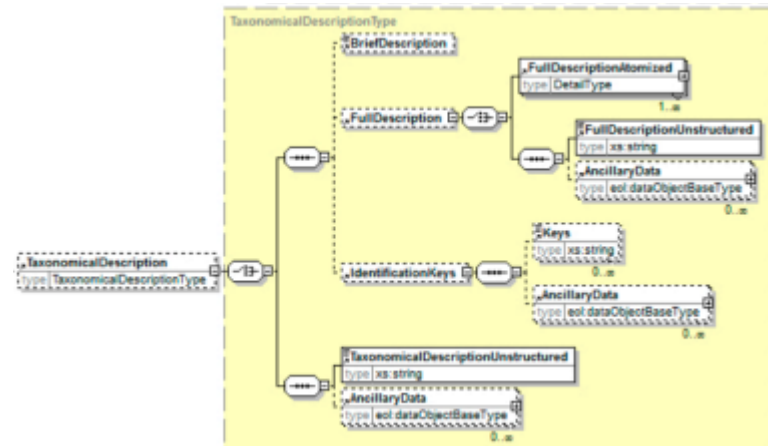 TaxonomicalDescriptionType
BriefDescription
FullDescription
FullDescriptionAtomized
type DetailType
1..∞
FullDescriptionUnstructured
type xs:string
AncillaryData
type eol:dataObjectBaseType
0..∞
TaxonomicalDescription
type TaxonomicalDescriptionType
IdentificationKeys
Keys
type xs:string
0..∞
AncillaryData
type eol:dataObjectBaseType
0..∞
TaxonomicalDescriptionUnstructured
type xs:string
AncillaryData
type eol:dataObjectBaseType
0..∞